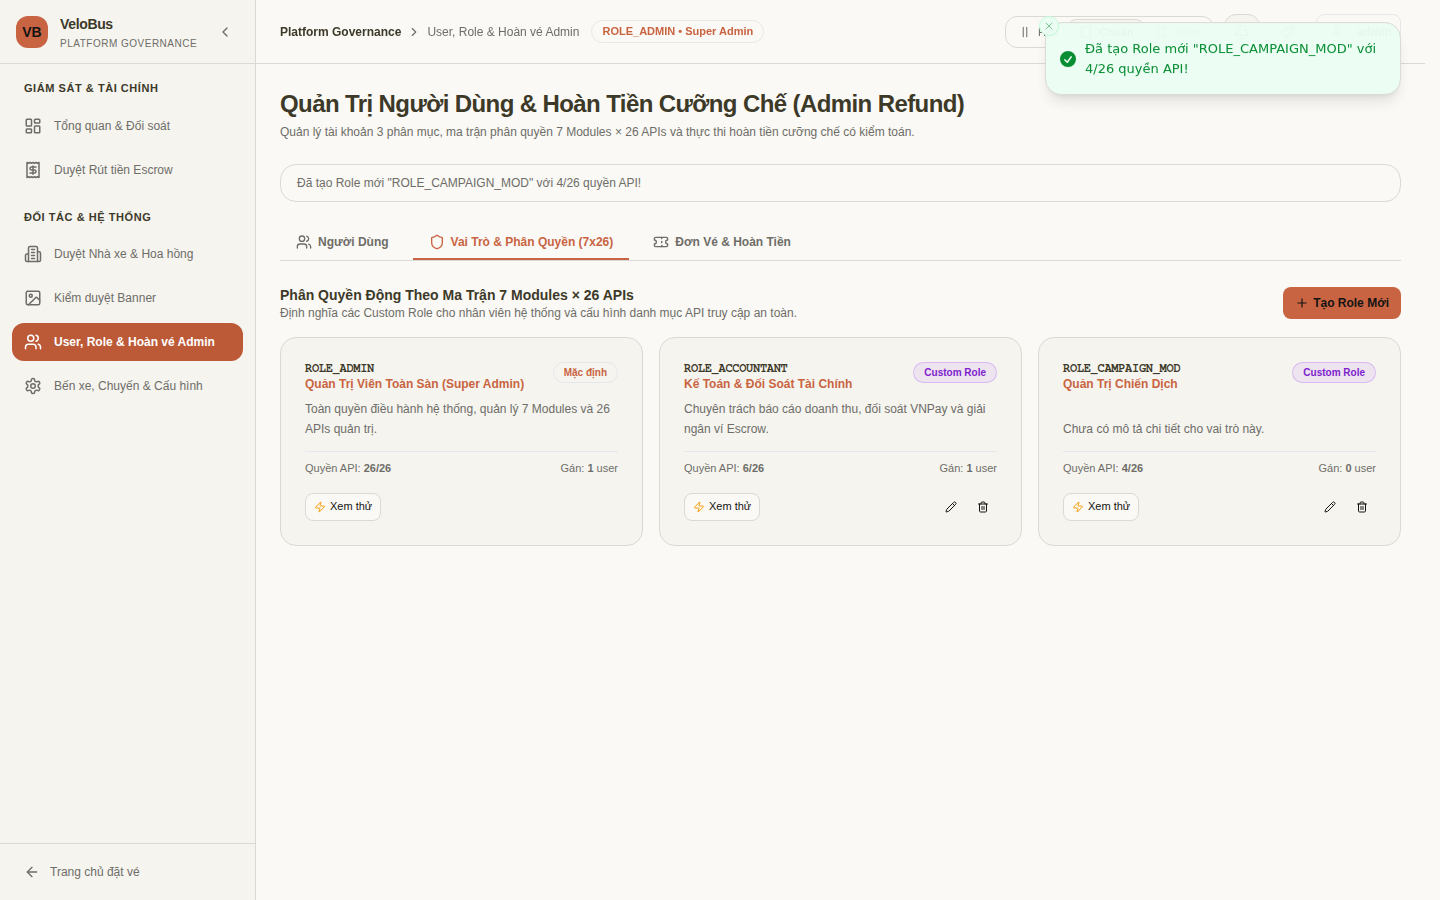 VB
VeloBus
PLATFORM GOVERNANCE
GIÁM SÁT & TÀI CHÍNH
Tổng quan & Đối soát
Duyệt Rút tiền Escrow
ĐỐI TÁC & HỆ THỐNG
Duyệt Nhà xe & Hoa hồng
Kiểm duyệt Banner
User, Role & Hoàn vé Admin
Bến xe, Chuyến & Cấu hình
Trang chủ đặt vé
Platform Governance
User, Role & Hoàn vé Admin
ROLE_ADMIN • Super Admin
Đã tạo Role mới "ROLE_CAMPAIGN_MOD" với
4/26 quyền API!
Quản Trị Người Dùng & Hoàn Tiền Cưỡng Chế (Admin Refund)
Quản lý tài khoản 3 phân mục, ma trận phân quyền 7 Modules × 26 APIs và thực thi hoàn tiền cưỡng chế có kiểm toán.
Đã tạo Role mới "ROLE_CAMPAIGN_MOD" với 4/26 quyền API!
Người Dùng
Vai Trò & Phân Quyền (7x26)
Đơn Vé & Hoàn Tiền
Phân Quyền Động Theo Ma Trận 7 Modules × 26 APIs
Định nghĩa các Custom Role cho nhân viên hệ thống và cấu hình danh mục API truy cập an toàn.
Tạo Role Mới
ROLE_ADMIN
Quản Trị Viên Toàn Sàn (Super Admin)
Mặc định
Toàn quyền điều hành hệ thống, quản lý 7 Modules và 26
APIs quản trị.
Quyền API: 26/26
Gán: 1 user
Xem thử
ROLE_ACCOUNTANT
Kế Toán & Đối Soát Tài Chính
Custom Role
Chuyên trách báo cáo doanh thu, đối soát VNPay và giải
ngân ví Escrow.
Quyền API: 6/26
Gán: 1 user
Xem thử
ROLE_CAMPAIGN_MOD
Quản Trị Chiến Dịch
Custom Role
Chưa có mô tả chi tiết cho vai trò này.
Quyền API: 4/26
Gán: 0 user
Xem thử